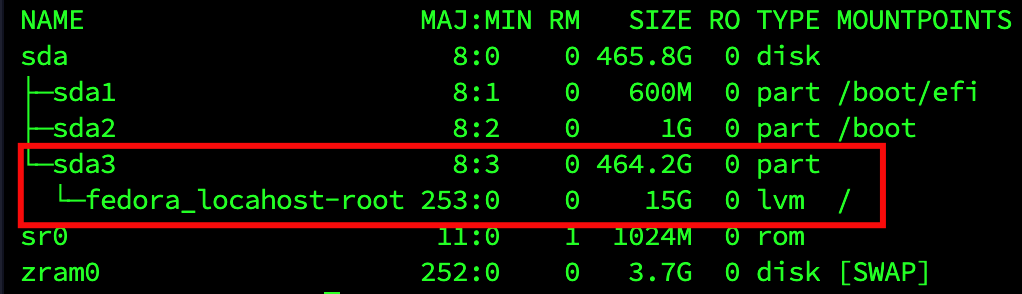 NAME MAJ:MIN RM SIZE RO TYPE MOUNTPOINTS
sda 8:0 0 465.8G 0 disk
├─sda1 8:1 0 600M 0 part /boot/efi
├─sda2 8:2 0 1G 0 part /boot
└─sda3 8:3 0 464.2G 0 part
└─fedora_locahost-root 253:0 0 15G 0 lvm /
sr0 11:0 1 1024M 0 rom
zram0 252:0 0 3.7G 0 disk [SWAP]